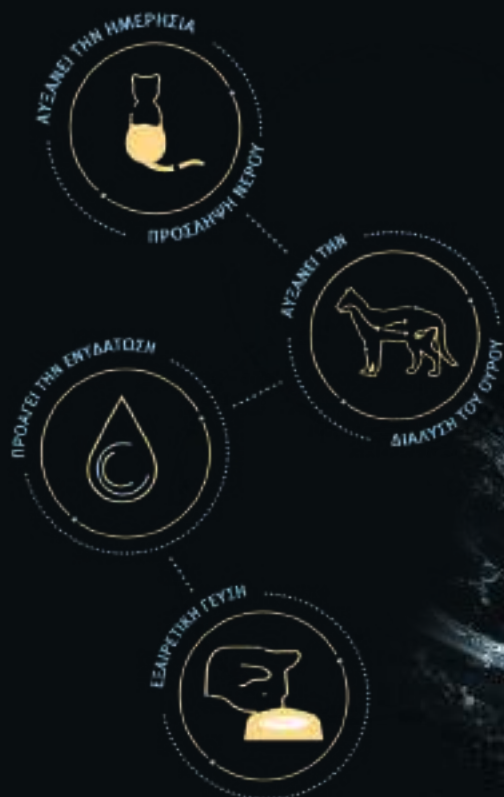 ΑΥΞΑΝΕΙ ΤΗΝ ΗΜΕΡΗΣΙΑ
ΠΡΟΣΛΗΨΗ ΝΕΡΟΥ
ΑΥΞΑΝΕΙ ΤΗΝ
ΔΙΑΛΥΣΗ ΤΟΥ ΟΥΡΟΥ
ΠΡΟΑΓΕΙ ΤΗΝ ΕΝΥΔΑΤΩΣΗ
ΕΞΑΙΡΕΤΙΚΗ ΓΕΥΣΗ